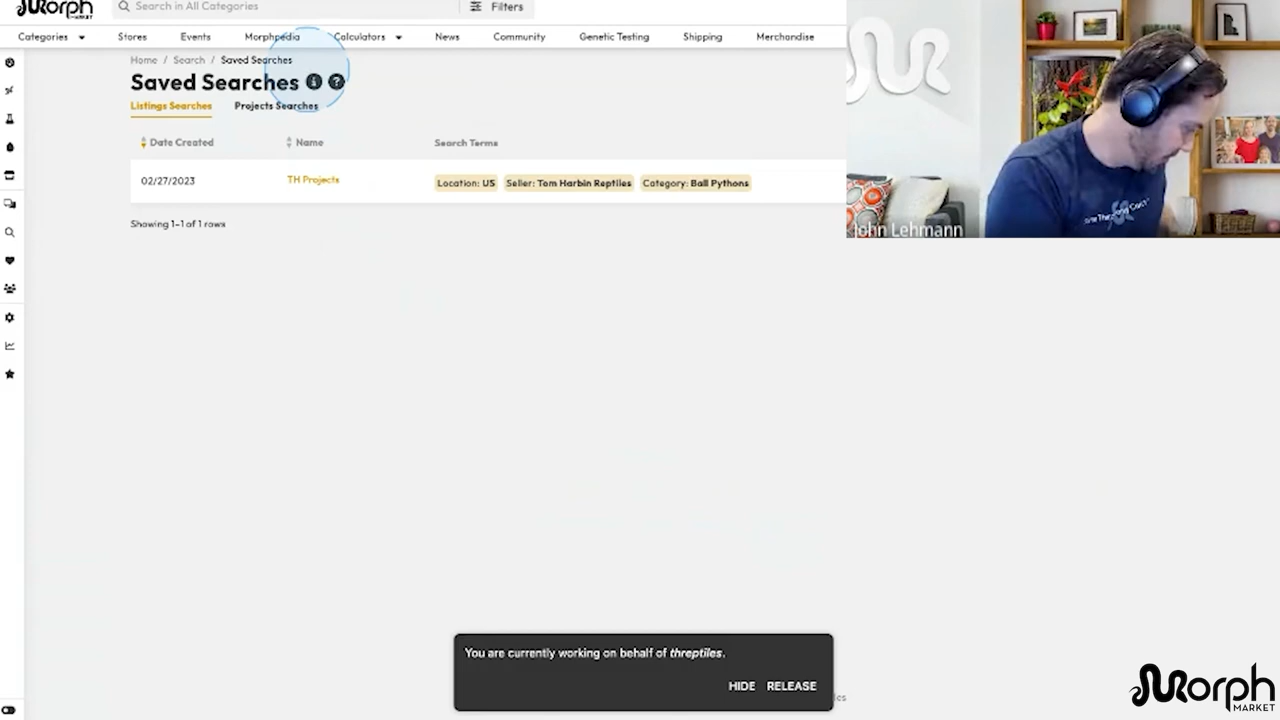 Morph
MARKET
Search in All Categories
Filters
Categories
Stores
Events
Morphpedia
Calculators
News
Community
Genetic Testing
Shipping
Merchandise
Home / Search / Saved Searches
Saved Searches
Listings Searches
Projects Searches
Date Created
Name
Search Terms
02/27/2023
TH Projects
Location: US
Seller: Tom Harbin Reptiles
Category: Ball Pythons
Showing 1-1 of 1 rows
John Lehmann
You are currently working on behalf of threptiles.
HIDE
RELEASE
Morph
MARKET